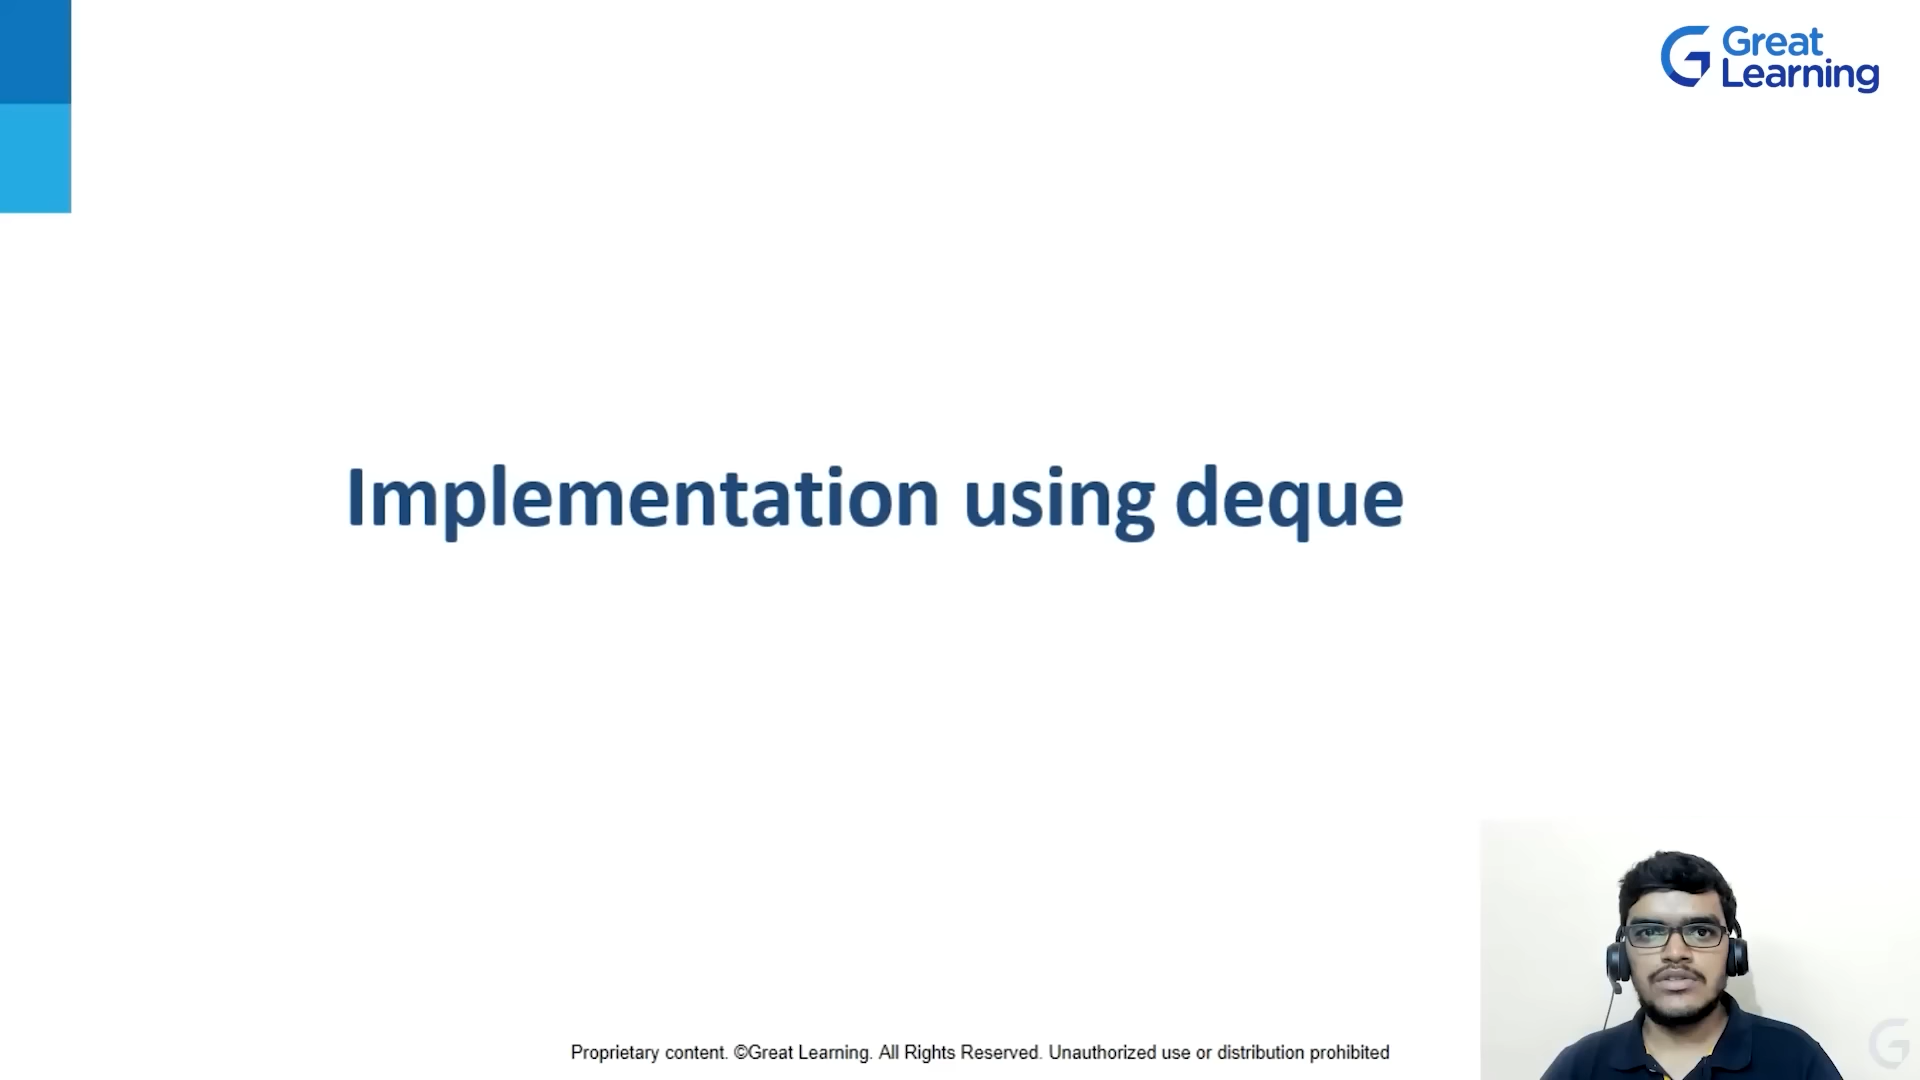 Great
Learning
Implementation using deque
Proprietary content. ©Great Learning. All Rights Reserved. Unauthorized use or distribution prohibited